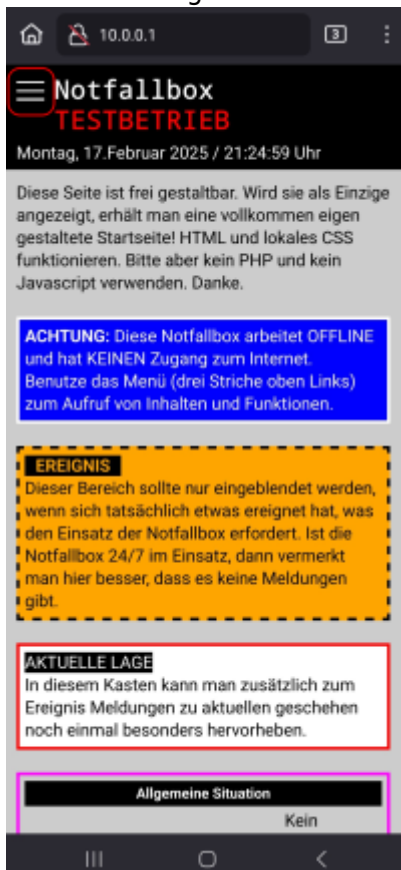 10.0.0.1
3
Notfallbox
TESTBETRIEB
Montag, 17.Februar 2025 / 21:24:59 Uhr
Diese Seite ist frei gestaltbar. Wird sie als Einzige
angezeigt, erhält man eine vollkommen eigen
gestaltete Startseite! HTML und lokales CSS
funktionieren. Bitte aber kein PHP und kein
Javascript verwenden. Danke.
ACHTUNG: Diese Notfallbox arbeitet OFFLINE
und hat KEINEN Zugang zum Internet.
Benutze das Menü (drei Striche oben Links)
zum Aufruf von Inhalten und Funktionen.
EREIGNIS
Dieser Bereich sollte nur eingeblendet werden,
wenn sich tatsächlich etwas ereignet hat, was
den Einsatz der Notfallbox erfordert. Ist die
Notfallbox 24/7 im Einsatz, dann vermerkt
man hier besser, dass es keine Meldungen
gibt.
AKTUELLE LAGE
In diesem Kasten kann man zusätzlich zum
Ereignis Meldungen zu aktuellen geschehen
noch einmal besonders hervorheben.
Allgemeine Situation
Kein